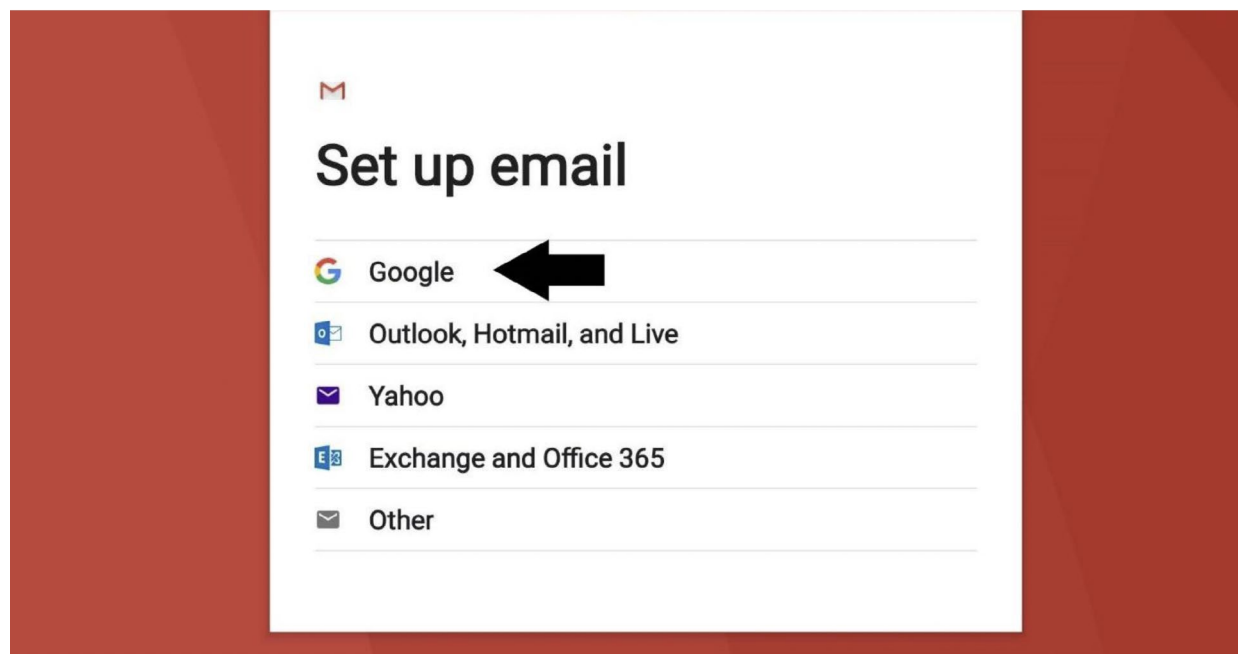 Set up email
Google
Outlook, Hotmail, and Live
Yahoo
Exchange and Office 365
Other